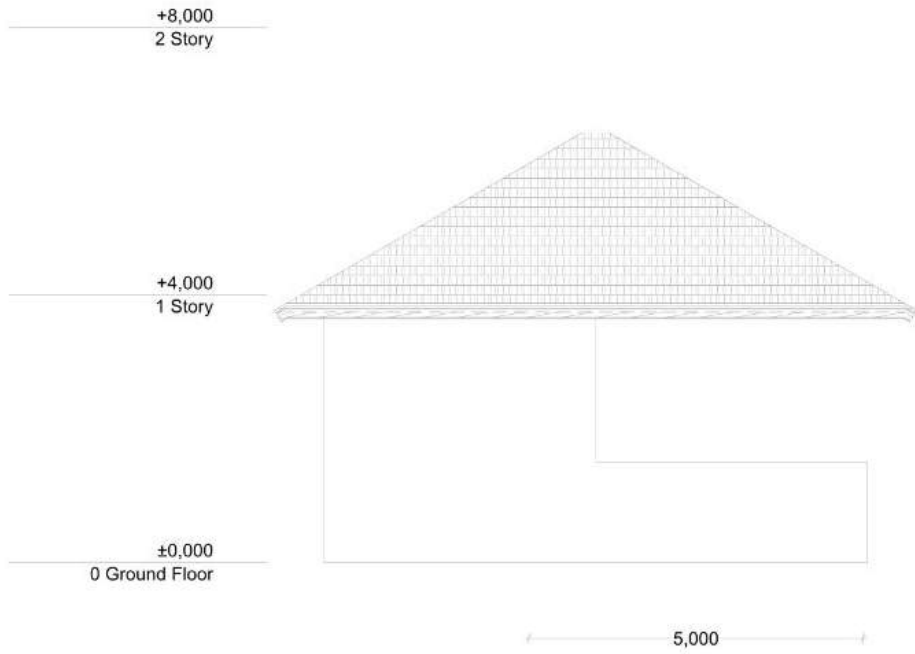 +8,000
2 Story
+4,000
1 Story
±0,000
0 Ground Floor
5,000